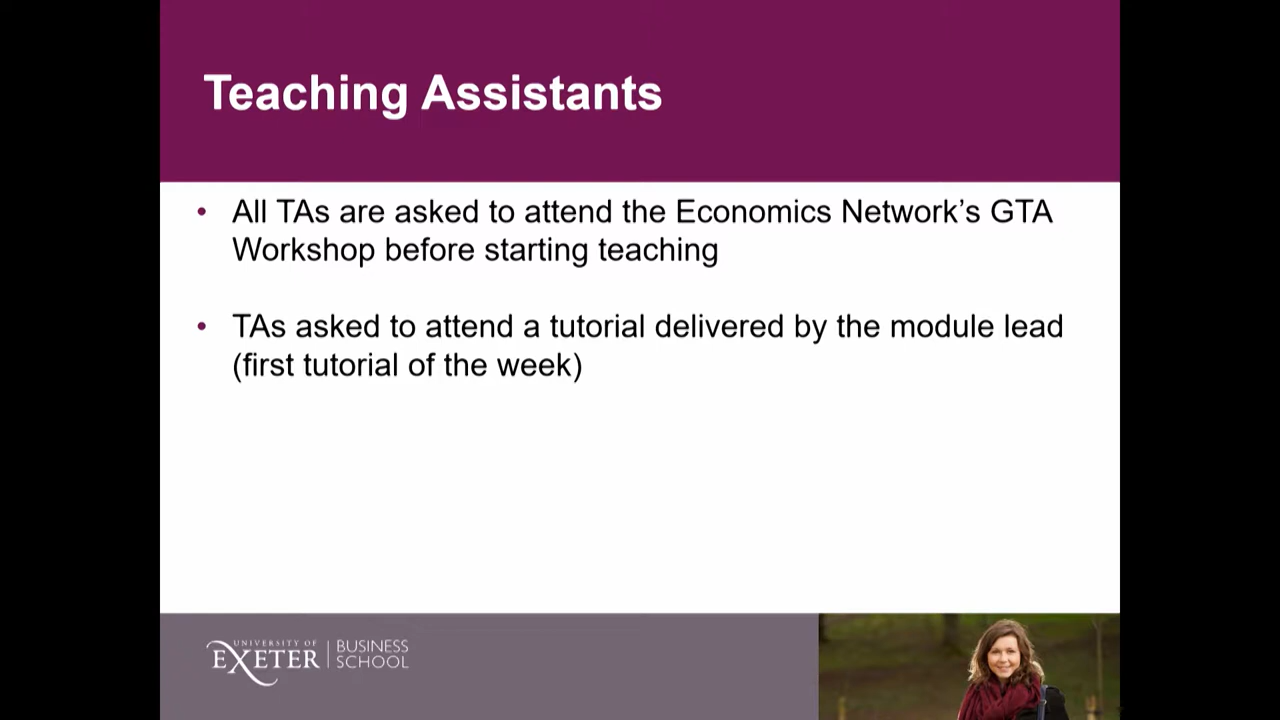 Teaching Assistants
• All TAs are asked to attend the Economics Network’s GTA
Workshop before starting teaching
• TAs asked to attend a tutorial delivered by the module lead
(first tutorial of the week)
UNIVERSITY OF
EXETER
BUSINESS
SCHOOL